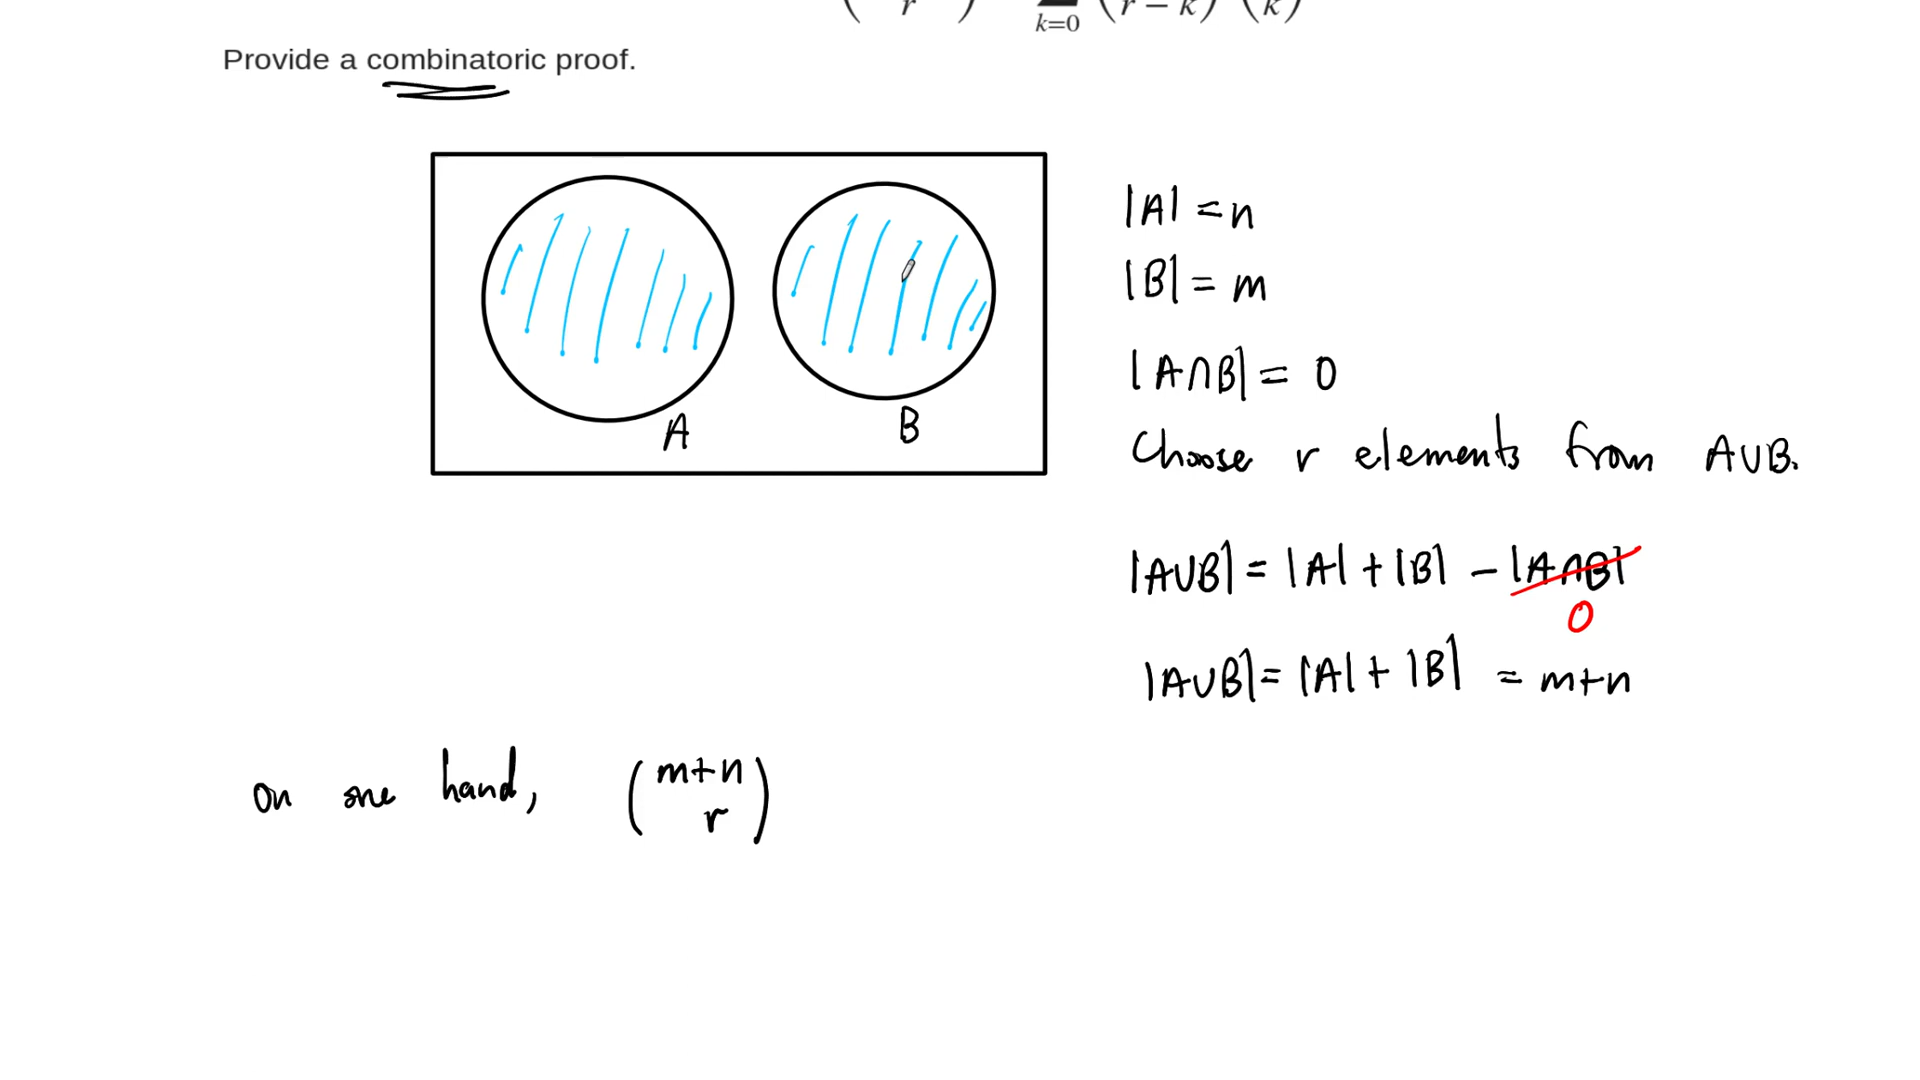 ( r ) k=0 (r − k) (k)
Provide a combinatoric proof.
|A| = n
|B| = m
|A∩B| = 0
A B
Choose r elements from A∪B.
|A∪B| = |A| + |B| − |A∩B|
0
|A∪B| = |A| + |B| = m+n
on one hand, (m+n r)